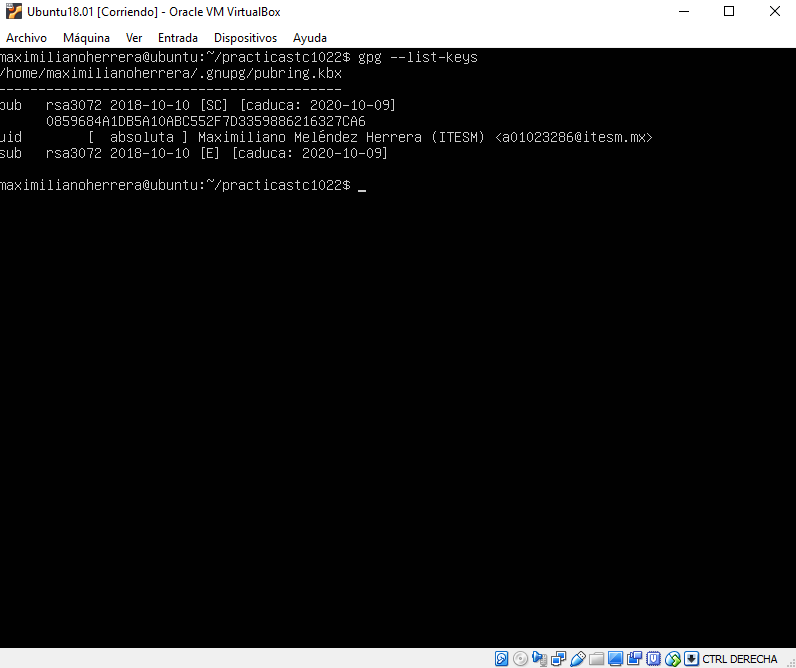 Ubuntu18.01 [Corriendo] - Oracle VM VirtualBox
Archivo Máquina Ver Entrada Dispositivos Ayuda
maximilianoherrera@ubuntu:~/practicastc1022$ gpg --list-keys
/home/maximilianoherrera/.gnupg/pubring.kbx
-------------------------------------------
pub rsa3072 2018-10-10 [SC] [caduca: 2020-10-09]
0859684A1DB5A10ABC552F7D3359886216327CA6
uid [ absoluta ] Maximiliano Meléndez Herrera (ITESM) <a01023286@itesm.mx>
sub rsa3072 2018-10-10 [E] [caduca: 2020-10-09]
maximilianoherrera@ubuntu:~/practicastc1022$ _
CTRL DERECHA